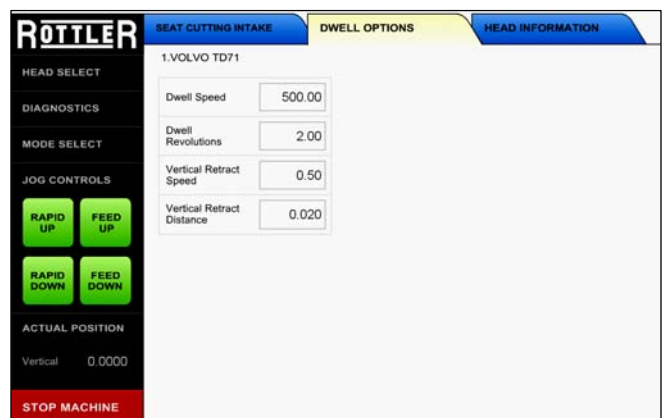 ROTTLER
HEAD SELECT
DIAGNOSTICS
MODE SELECT
JOG CONTROLS
RAPID UP
FEED UP
RAPID DOWN
FEED DOWN
ACTUAL POSITION
Vertical 0.0000
STOP MACHINE
SEAT CUTTING INTAKE
DWELL OPTIONS
HEAD INFORMATION
1.VOLVO TD71
Dwell Speed 500.00
Dwell
Revolutions 2.00
Vertical Retract
Speed 0.50
Vertical Retract
Distance 0.020